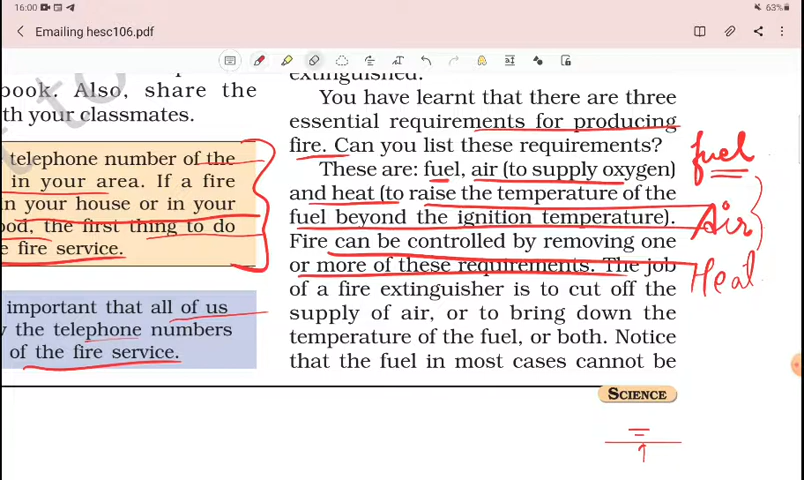 16:00
63%
Emailing hesc106.pdf
book. Also, share the
th your classmates.
telephone number of the
in your area. If a fire
n your house or in your
ood, the first thing to do
e fire service.
important that all of us
the telephone numbers
of the fire service.
extinguished.
You have learnt that there are three
essential requirements for producing
fire. Can you list these requirements?
These are: fuel, air (to supply oxygen)
and heat (to raise the temperature of the
fuel beyond the ignition temperature).
Fire can be controlled by removing one
or more of these requirements. The job
of a fire extinguisher is to cut off the
supply of air, or to bring down the
temperature of the fuel, or both. Notice
that the fuel in most cases cannot be
fuel
Air
Heat
SCIENCE